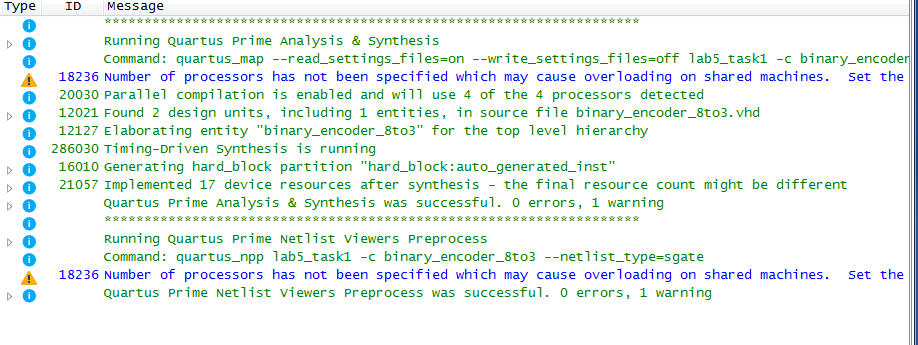 Type ID Message
*******************************************************************
Running Quartus Prime Analysis & Synthesis
Command: quartus_map --read_settings_files=on --write_settings_files=off lab5_task1 -c binary_encoder
18236 Number of processors has not been specified which may cause overloading on shared machines.  Set the
20030 Parallel compilation is enabled and will use 4 of the 4 processors detected
12021 Found 2 design units, including 1 entities, in source file binary_encoder_8to3.vhd
12127 Elaborating entity "binary_encoder_8to3" for the top level hierarchy
286030 Timing-Driven Synthesis is running
16010 Generating hard_block partition "hard_block:auto_generated_inst"
21057 Implemented 17 device resources after synthesis - the final resource count might be different
Quartus Prime Analysis & Synthesis was successful. 0 errors, 1 warning
*******************************************************************
Running Quartus Prime Netlist Viewers Preprocess
Command: quartus_npp lab5_task1 -c binary_encoder_8to3 --netlist_type=sgate
18236 Number of processors has not been specified which may cause overloading on shared machines.  Set the
Quartus Prime Netlist Viewers Preprocess was successful. 0 errors, 1 warning